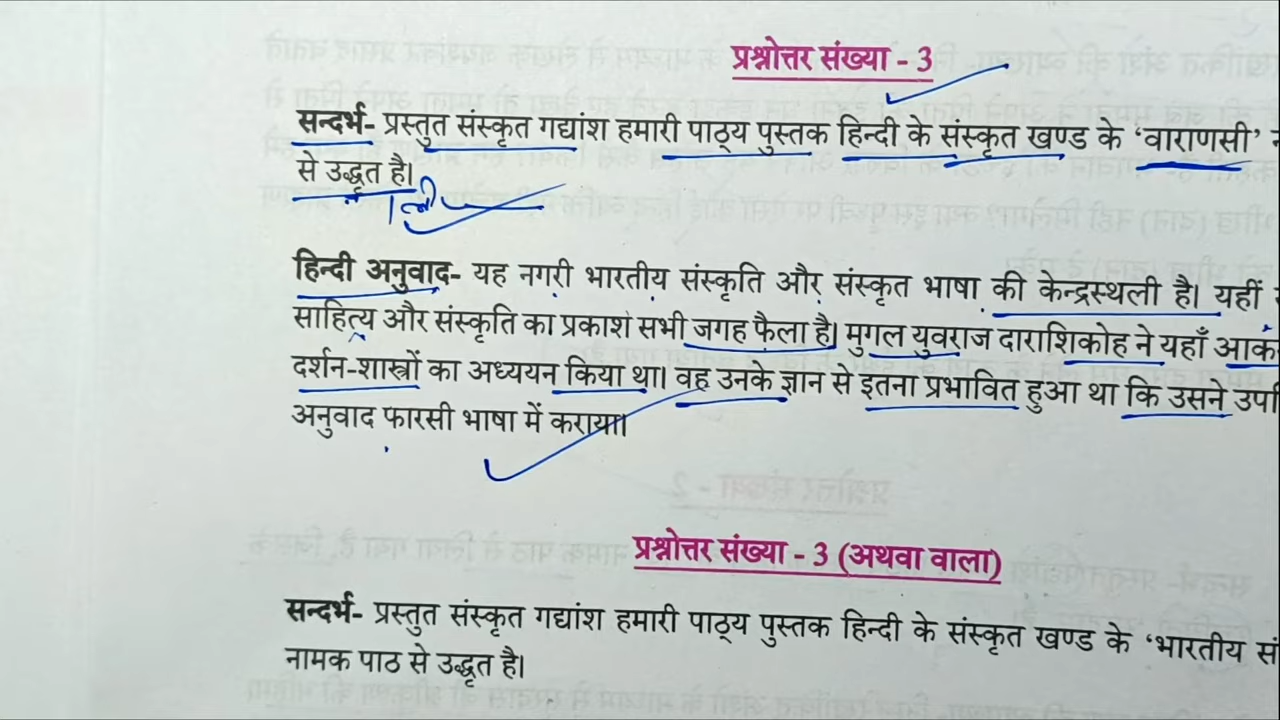 प्रश्नोत्तर संख्या - 3
सन्दर्भ- प्रस्तुत संस्कृत गद्यांश हमारी पाठ्य पुस्तक हिन्दी के संस्कृत खण्ड के ‘वाराणसी’
से उद्धृत है।
हिन्दी अनुवाद- यह नगरी भारतीय संस्कृति और संस्कृत भाषा की केन्द्रस्थली है। यहीं
साहित्य और संस्कृति का प्रकाश सभी जगह फैला है। मुगल युवराज दाराशिकोह ने यहाँ
दर्शन-शास्त्रों का अध्ययन किया था। वह उनके ज्ञान से इतना प्रभावित हुआ था कि उसने
अनुवाद फारसी भाषा में कराया।
प्रश्नोत्तर संख्या - 3 (अथवा वाला)
सन्दर्भ- प्रस्तुत संस्कृत गद्यांश हमारी पाठ्य पुस्तक हिन्दी के संस्कृत खण्ड के ‘भारतीय
नामक पाठ से उद्धृत है।